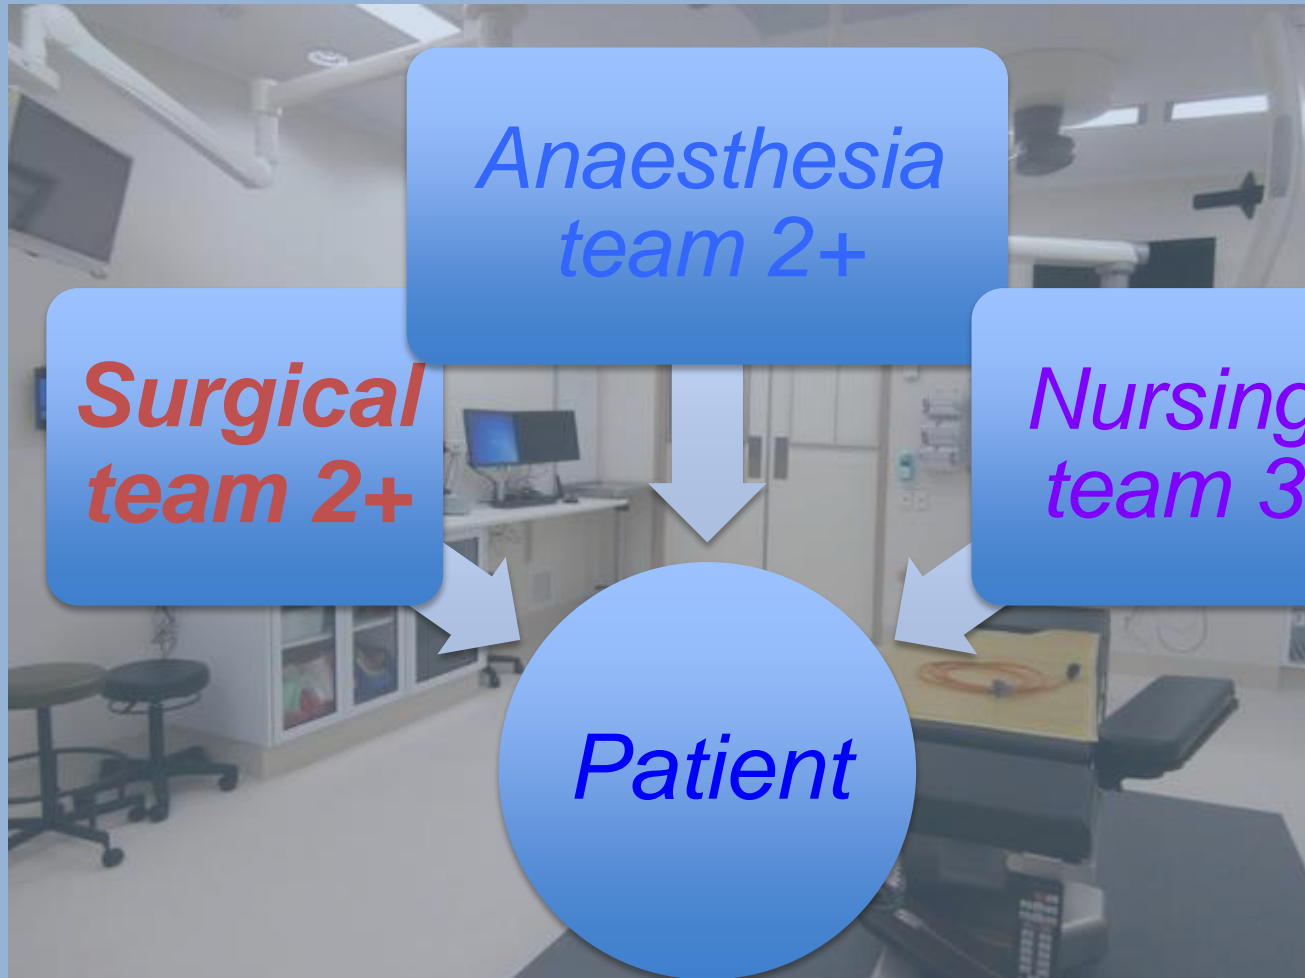 Anaesthesia
team 2+
Surgical
team 2+
Nursing
team 3
Patient